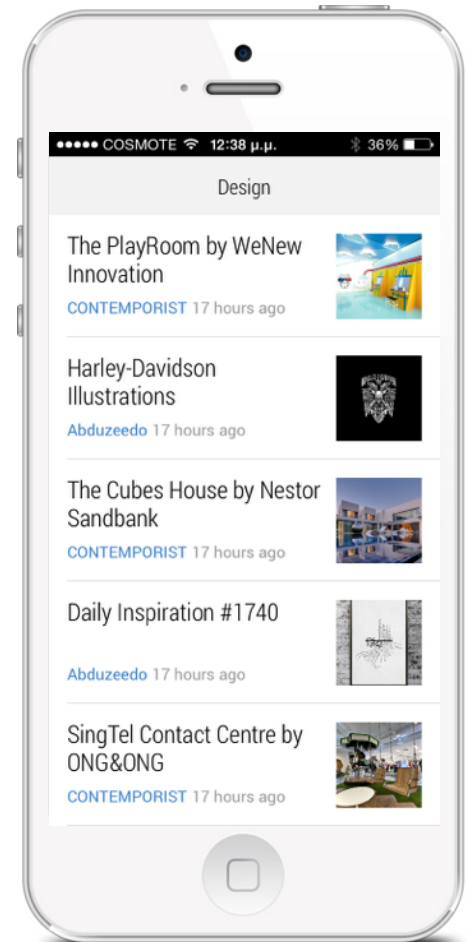 COSMOTE 12:38 μ.μ. 36%
Design
The PlayRoom by WeNew
Innovation
CONTEMPORIST 17 hours ago
Harley-Davidson
Illustrations
Abduzeedo 17 hours ago
The Cubes House by Nestor
Sandbank
CONTEMPORIST 17 hours ago
Daily Inspiration #1740
Abduzeedo 17 hours ago
SingTel Contact Centre by
ONG&ONG
CONTEMPORIST 17 hours ago